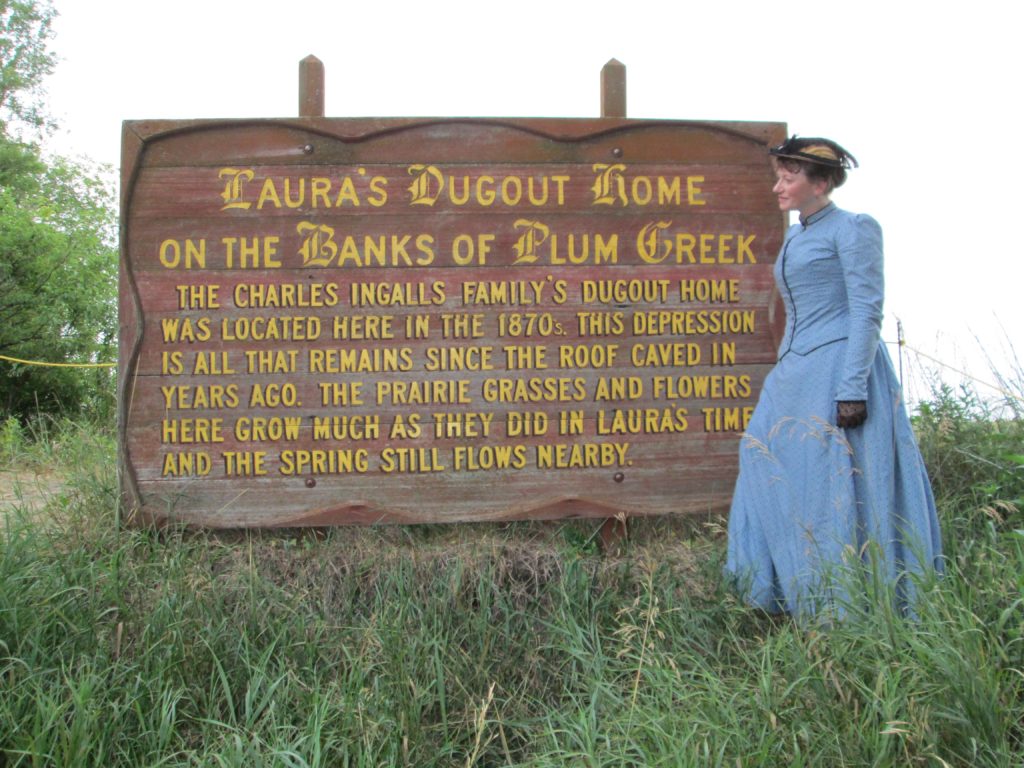 LAURA'S DUGOUT HOME
ON THE BANKS OF PLUM CREEK
THE CHARLES INGALLS FAMILY'S DUGOUT HOME
WAS LOCATED HERE IN THE 1870s. THIS DEPRESSION
IS ALL THAT REMAINS SINCE THE ROOF CAVED IN
YEARS AGO. THE PRAIRIE GRASSES AND FLOWERS
HERE GROW MUCH AS THEY DID IN LAURA'S TIME
AND THE SPRING STILL FLOWS NEARBY.